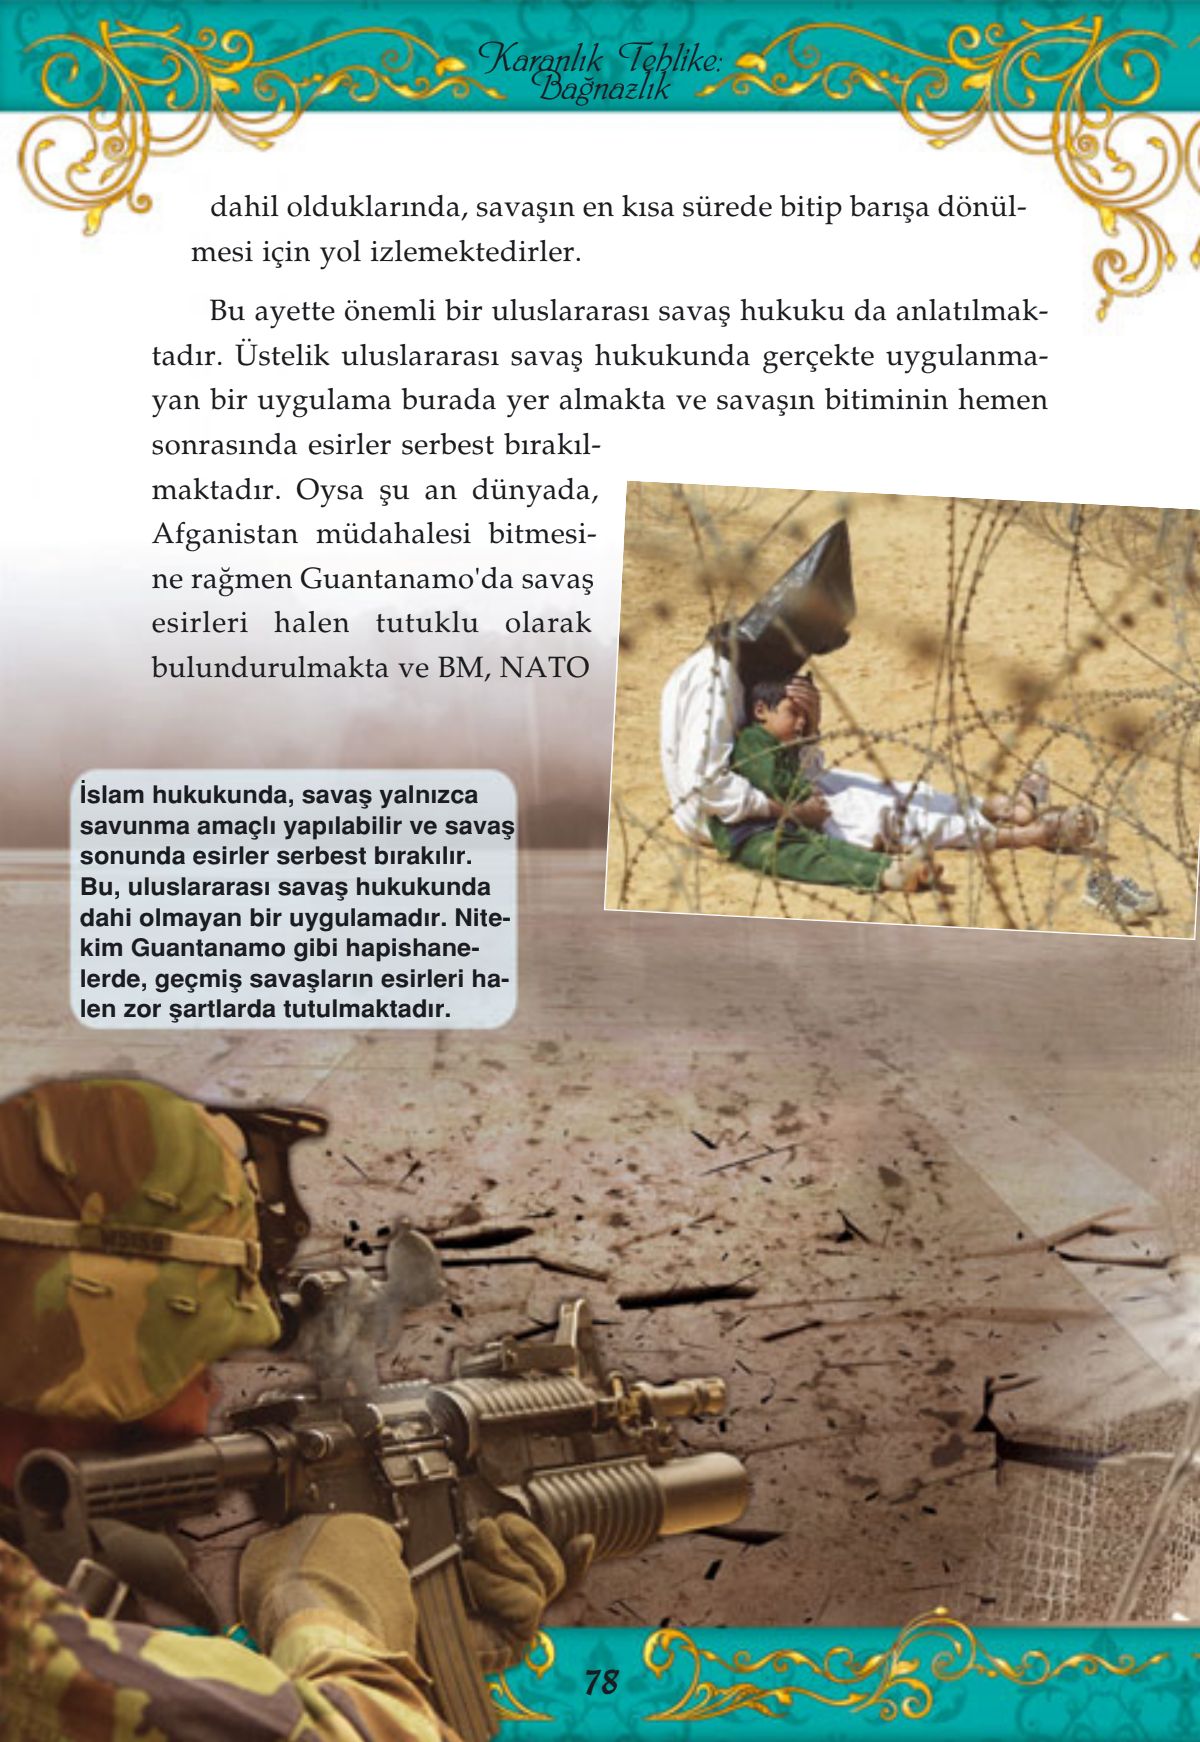 Karanlık Tehlike:
Bağnazlık
dahil olduklarında, savaşın en kısa sürede bitip barışa dönül-
mesi için yol izlemektedirler.
Bu ayette önemli bir uluslararası savaş hukuku da anlatılmak-
tadır. Üstelik uluslararası savaş hukukunda gerçekte uygulanma-
yan bir uygulama burada yer almakta ve savaşın bitiminin hemen
sonrasında esirler serbest bırakıl-
maktadır. Oysa şu an dünyada,
Afganistan müdahalesi bitmesi-
ne rağmen Guantanamo'da savaş
esirleri halen tutuklu olarak
bulundurulmakta ve BM, NATO
İslam hukukunda, savaş yalnızca
savunma amaçlı yapılabilir ve savaş
sonunda esirler serbest bırakılır.
Bu, uluslararası savaş hukukunda
dahi olmayan bir uygulamadır. Nite-
kim Guantanamo gibi hapishane-
lerde, geçmiş savaşların esirleri ha-
len zor şartlarda tutulmaktadır.
78